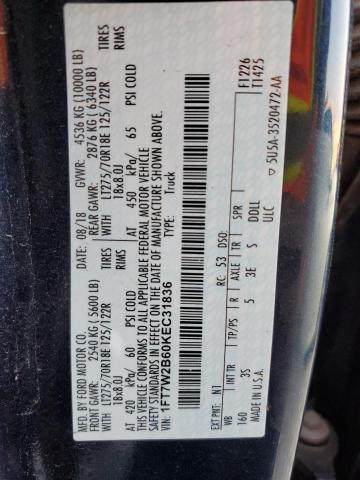 MFD. BY FORD MOTOR CO.
DATE: 08/18 GVWR: 4536 KG (10000 LB)
FRONT GAWR: 2540 KG (5600 LB) REAR GAWR: 2876 KG (6340 LB)
WITH LT275/70R18E 125/122R TIRES WITH LT275/70R18E 125/122R TIRES
18x8.0J RIMS 18x8.0J RIMS
AT 420 kPa/ 60 PSI COLD AT 450 kPa/ 65 PSI COLD
THIS VEHICLE CONFORMS TO ALL APPLICABLE FEDERAL MOTOR VEHICLE
SAFETY STANDARDS IN EFFECT ON THE DATE OF MANUFACTURE SHOWN ABOVE.
VIN: 1FT7W2B60KEC31836
TYPE: Truck
F1226
T1425
EXT PNT: N1 RC: 53 DSO:
WB INT TR TP/PS R AXLE TR SPR
160 3S 5 3E S DOLL
MADE IN U.S.A. ULC
5U5A-3520472-AA